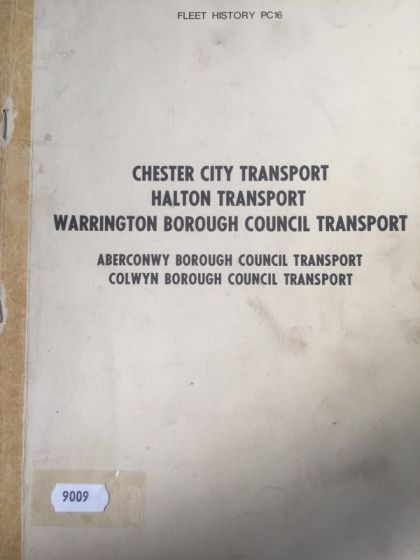 FLEET HISTORY PC16
CHESTER CITY TRANSPORT
HALTON TRANSPORT
WARRINGTON BOROUGH COUNCIL TRANSPORT
ABERCONWY BOROUGH COUNCIL TRANSPORT
COLWYN BOROUGH COUNCIL TRANSPORT
9009